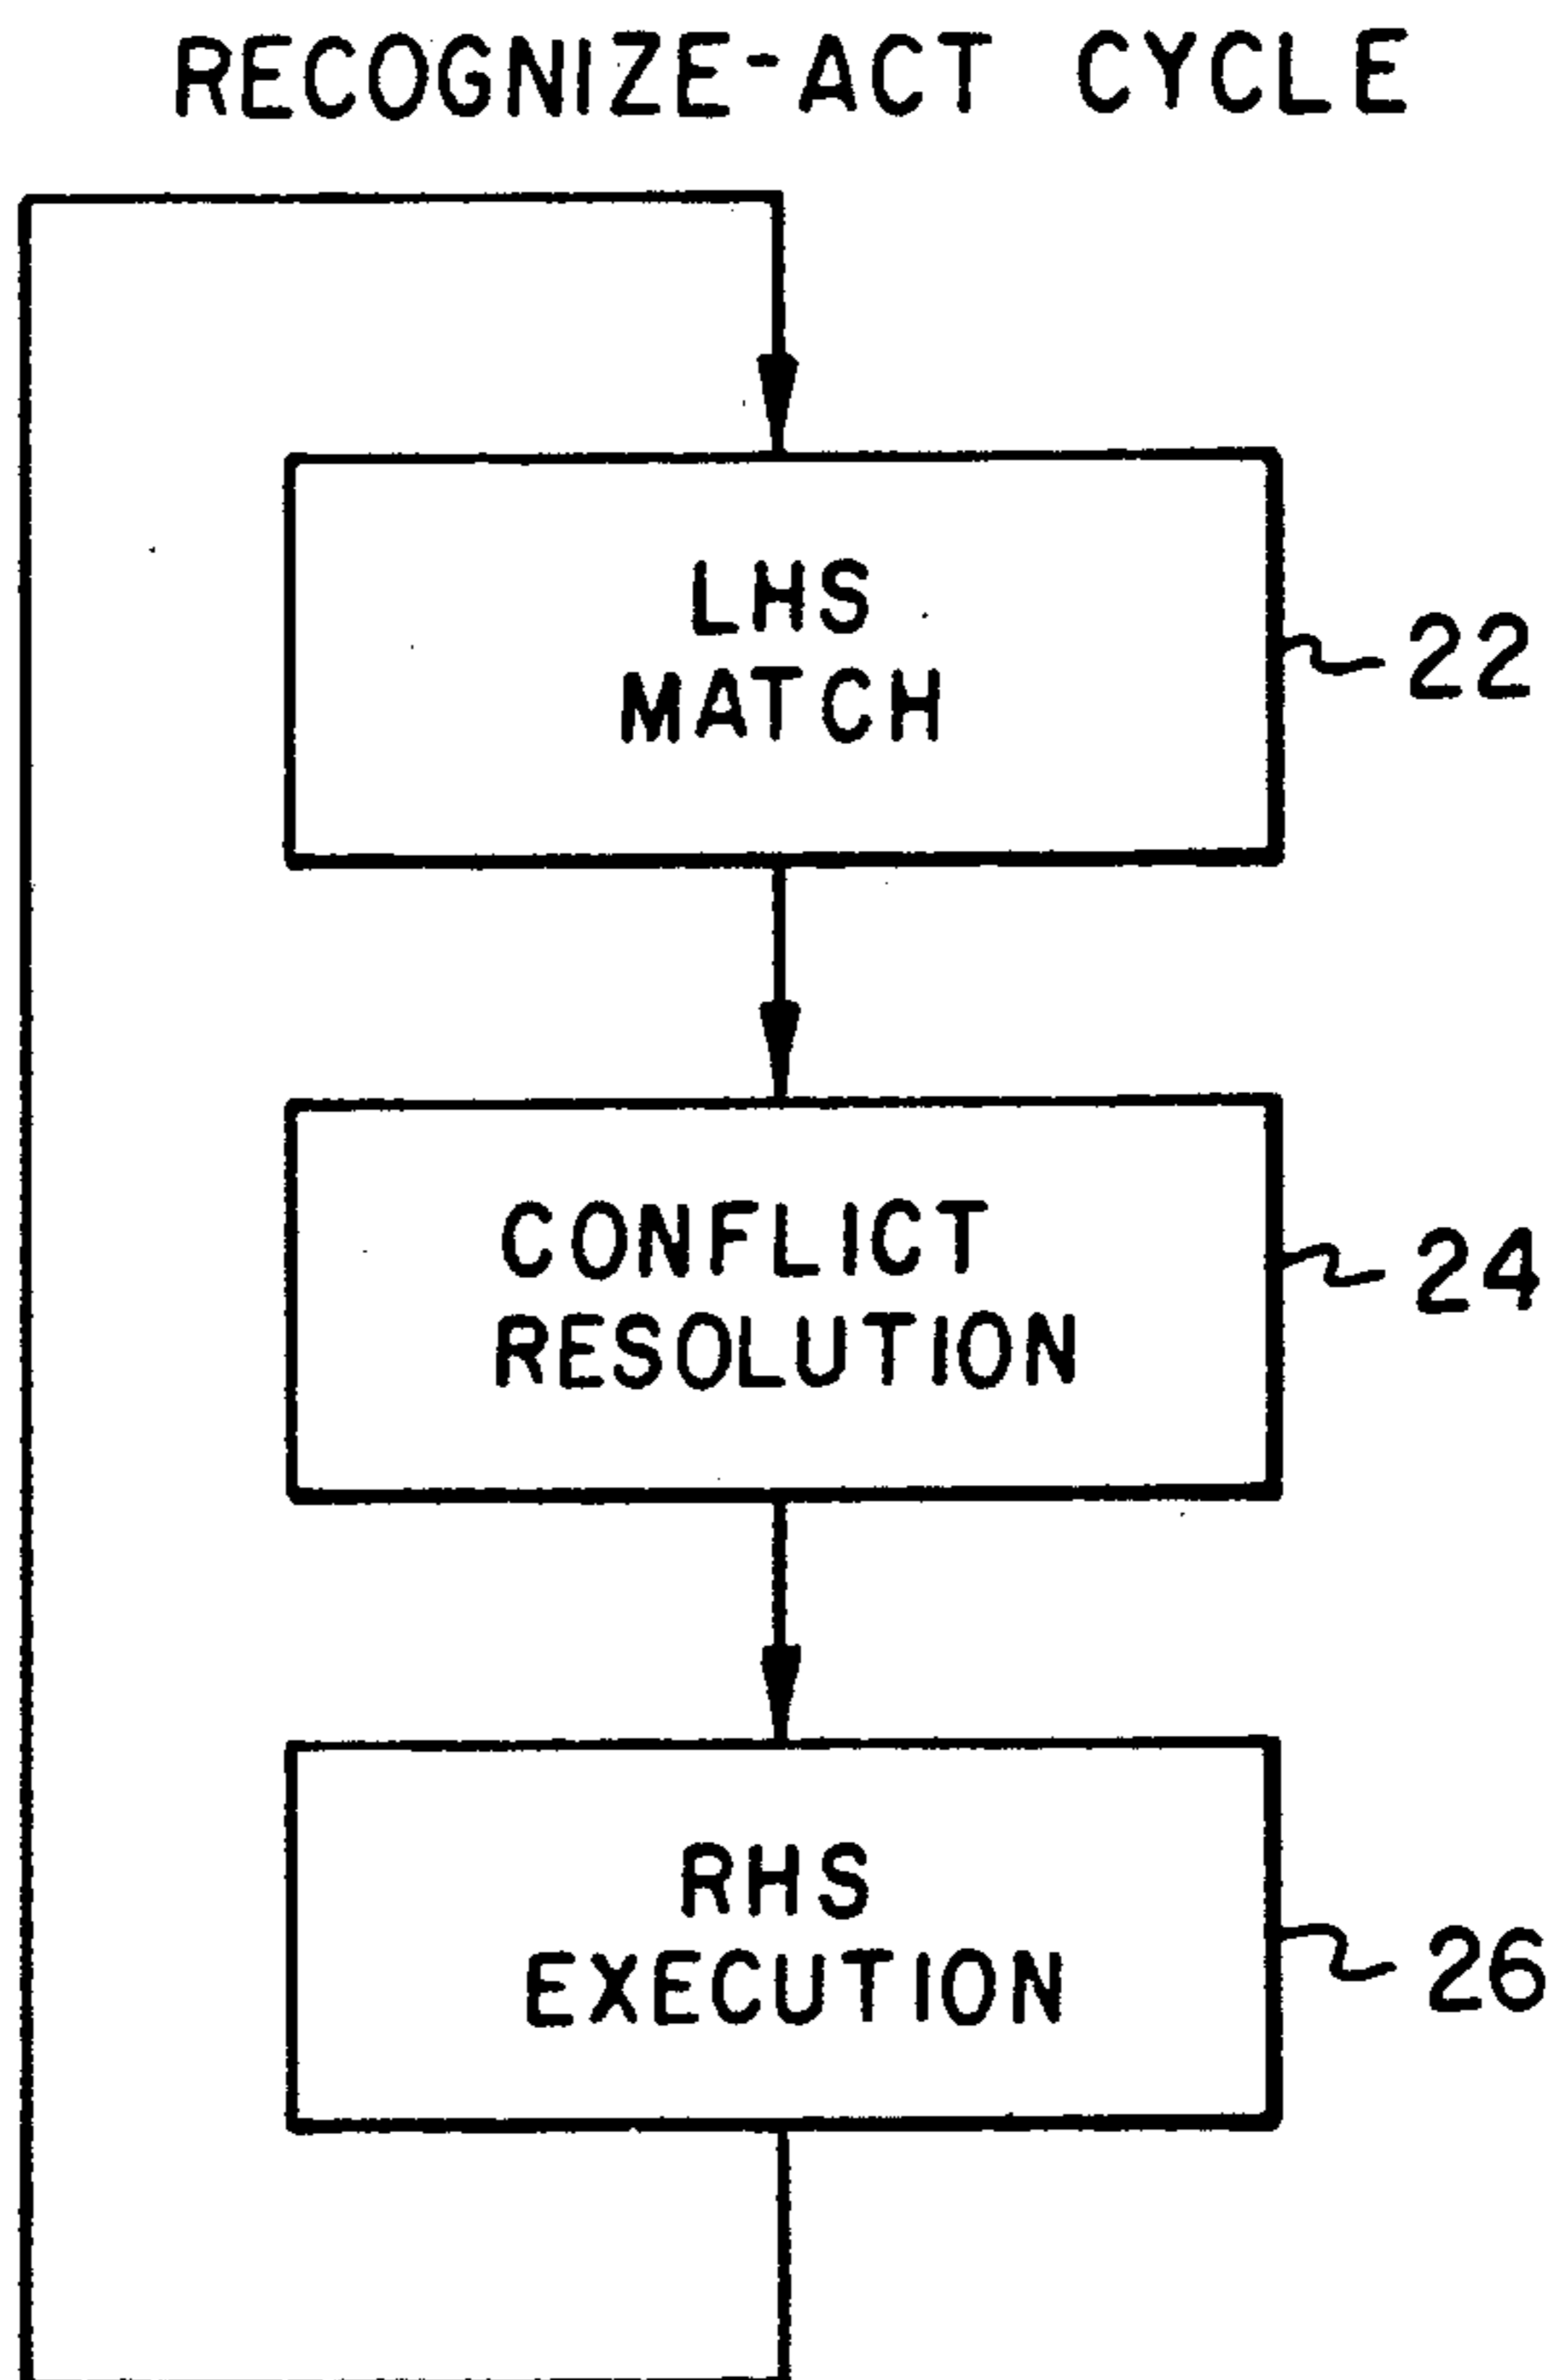 RECOGNIZE-ACT CYCLE
LHS
MATCH
22
CONFLICT
RESOLUTION
24
RHS
EXECUTION
26